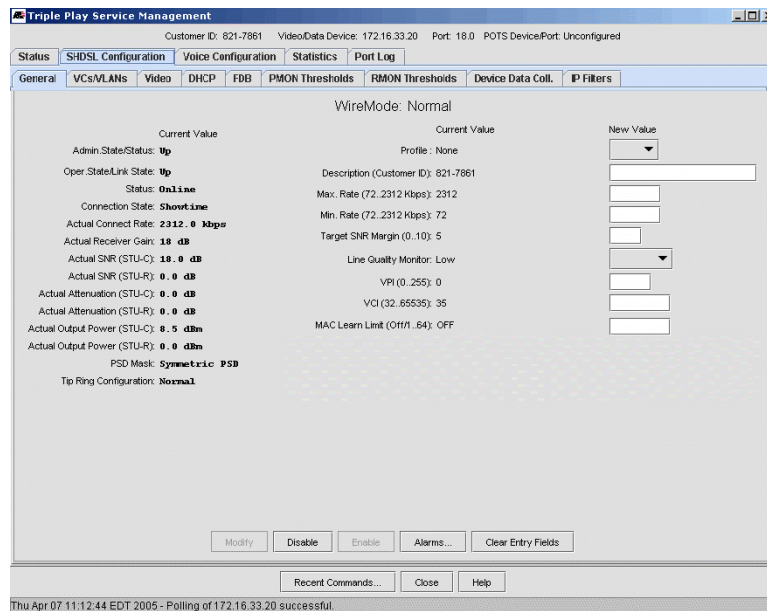 Triple Play Service Management
Customer ID: 821-7861 Video/Data Device: 172.16.33.20 Port: 18.0 POTS Device/Port: Unconfigured
Status SHDSL Configuration Voice Configuration Statistics Port Log
General VCs/VLANs Video DHCP FDB PMON Thresholds RMON Thresholds Device Data Coll. IP Filters
WireMode: Normal
Current Value
Admin.State/Status: Up
Oper.State/Link State: Up
Status: Online
Connection State: Showtime
Actual Connect Rate: 2312.0 kbps
Actual Receiver Gain: 18 dB
Actual SNR (STU-C): 18.0 dB
Actual SNR (STU-R): 0.0 dB
Actual Attenuation (STU-C): 0.0 dB
Actual Attenuation (STU-R): 0.0 dB
Actual Output Power (STU-C): 8.5 dBm
Actual Output Power (STU-R): 0.0 dBm
PSD Mask: Symmetric PSD
Tip Ring Configuration: Normal
Current Value New Value
Profile : None
Description (Customer ID): 821-7861
Max. Rate (72..2312 Kbps): 2312
Min. Rate (72..2312 Kbps): 72
Target SNR Margin (0..10): 5
Line Quality Monitor: Low
VPI (0..255): 0
VCI (32..65535): 35
MAC Learn Limit (Off/1..64): OFF
Modify Disable Enable Alarms... Clear Entry Fields
Recent Commands... Close Help
Thu Apr 07 11:12:44 EDT 2005 - Polling of 172.16.33.20 successful.